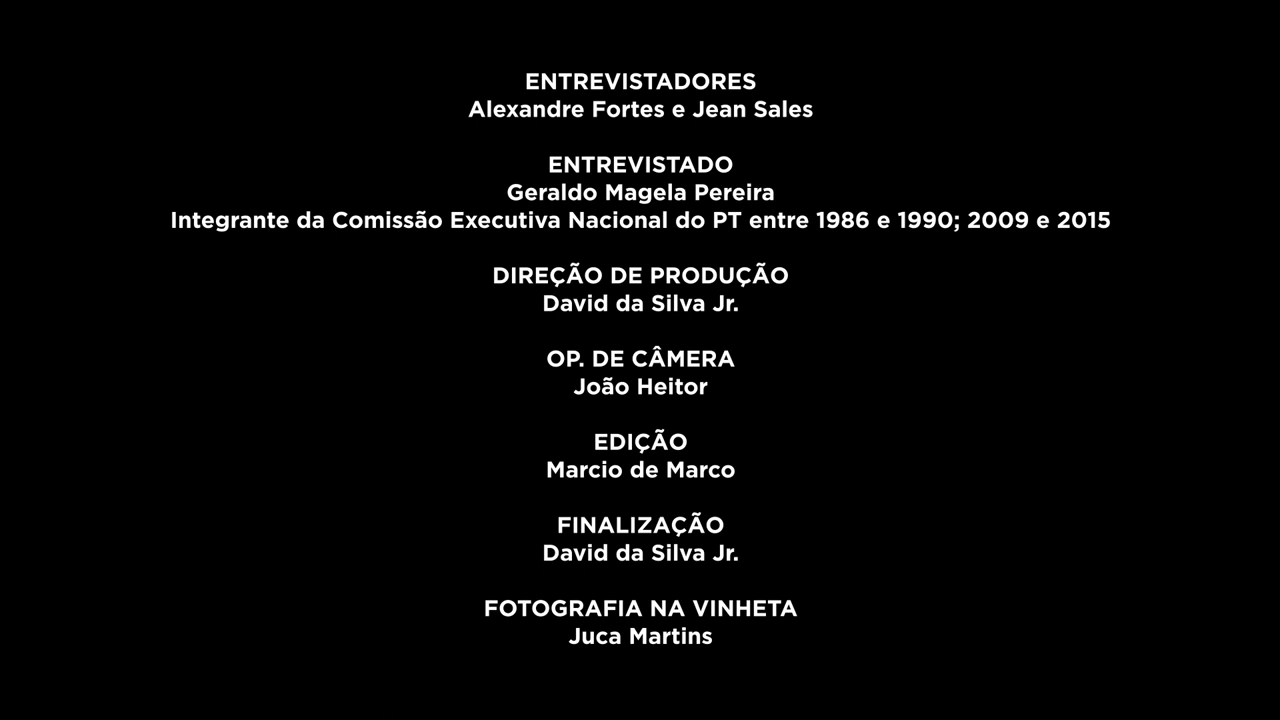 ENTREVISTADORES
Alexandre Fortes e Jean Sales
ENTREVISTADO
Geraldo Magela Pereira
Integrante da Comissão Executiva Nacional do PT entre 1986 e 1990; 2009 e 2015
DIREÇÃO DE PRODUÇÃO
David da Silva Jr.
OP. DE CÂMERA
João Heitor
EDIÇÃO
Marcio de Marco
FINALIZAÇÃO
David da Silva Jr.
FOTOGRAFIA NA VINHETA
Juca Martins